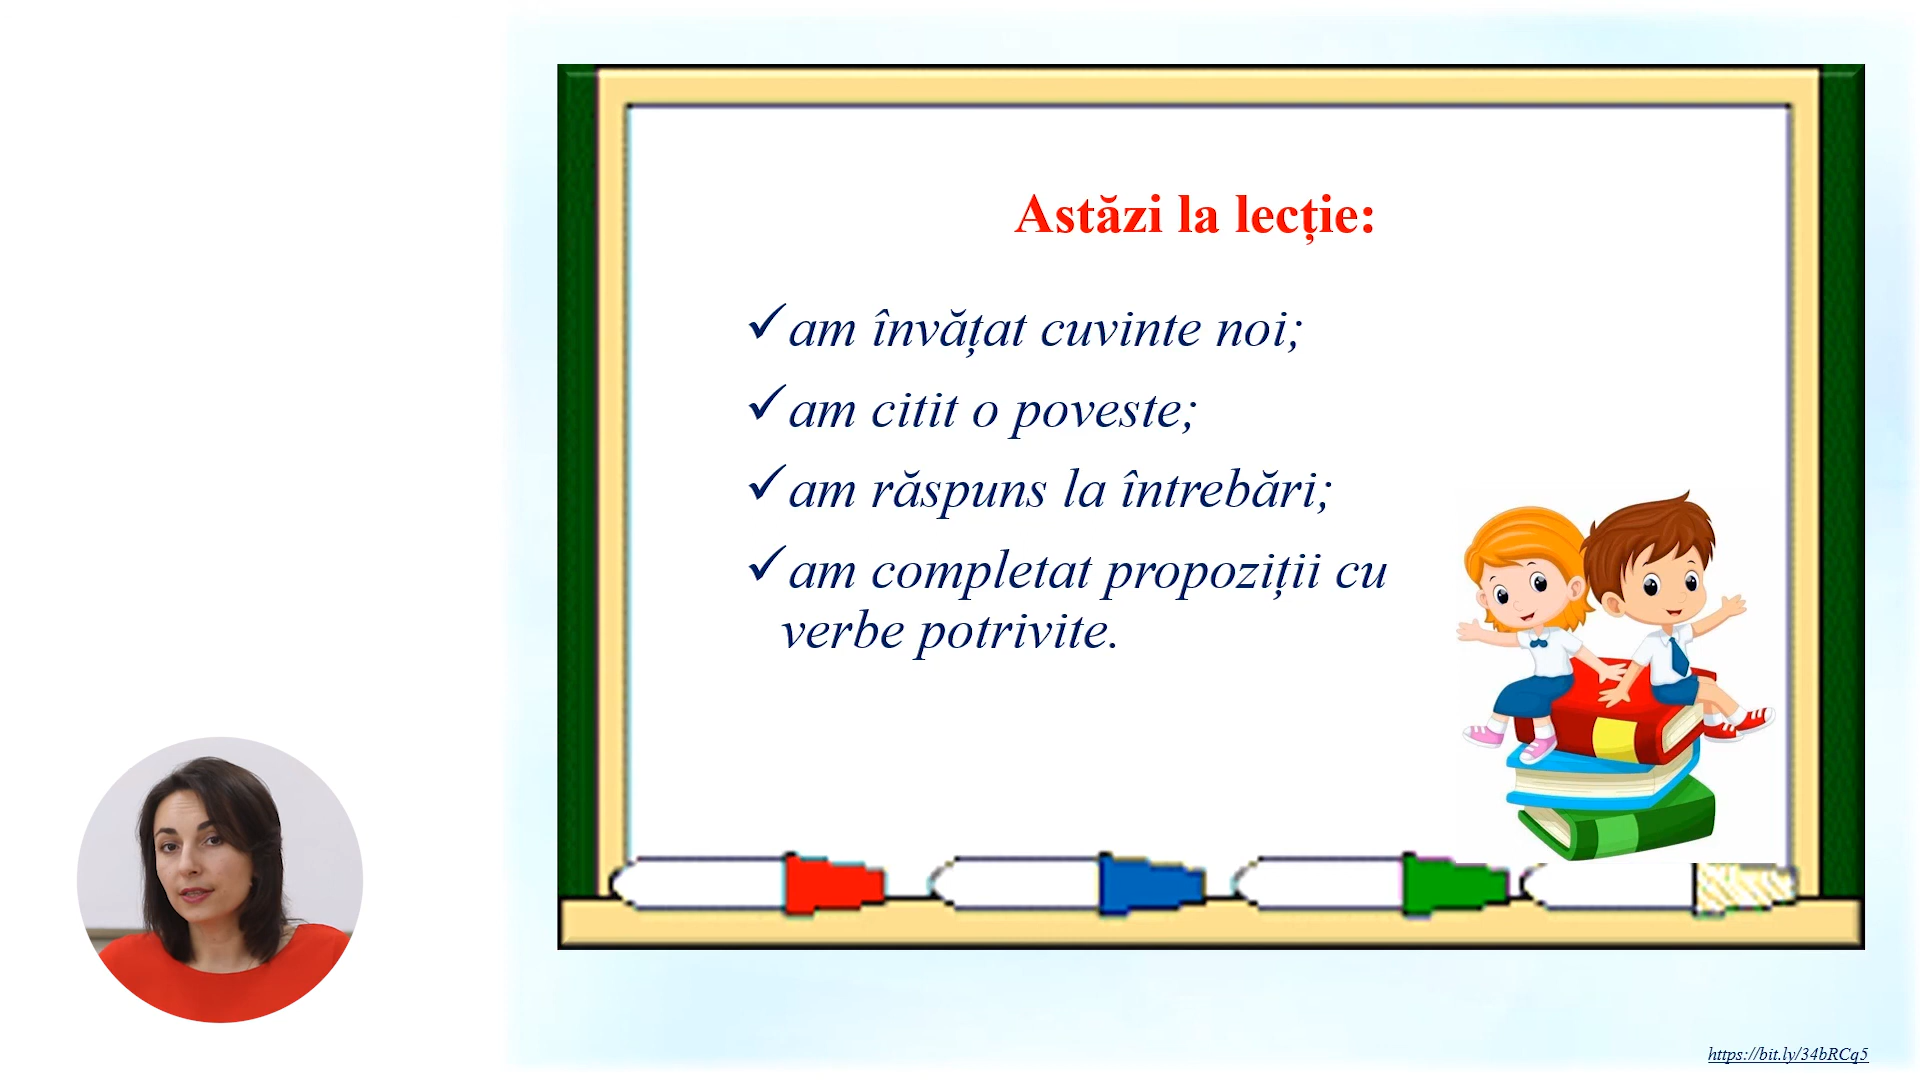 Astăzi la lecție:
am învățat cuvinte noi;
am citit o poveste;
am răspuns la întrebări;
am completat propoziții cu
verbe potrivite.
https://bit.ly/34bRCq5